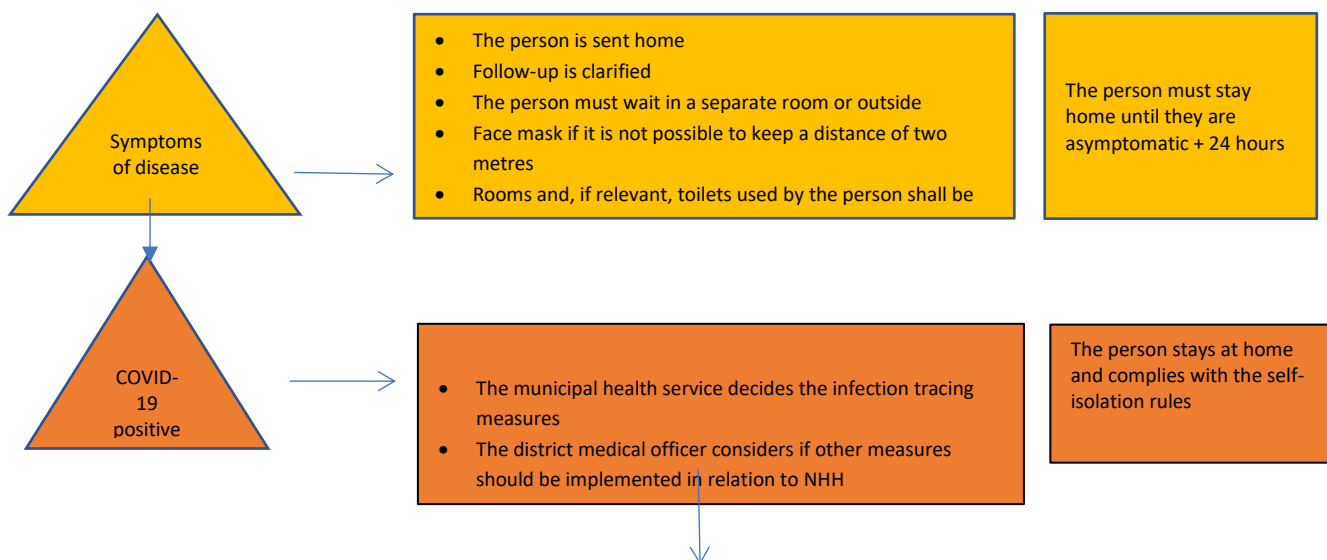 Symptoms
of disease
• The person is sent home
• Follow-up is clarified
• The person must wait in a separate room or outside
• Face mask if it is not possible to keep a distance of two
metres
• Rooms and, if relevant, toilets used by the person shall be
The person must stay
home until they are
asymptomatic + 24 hours
COVID-
19
positive
• The municipal health service decides the infection tracing
measures
• The district medical officer considers if other measures
should be implemented in relation to NHH
The person stays at home
and complies with the self-
isolation rules